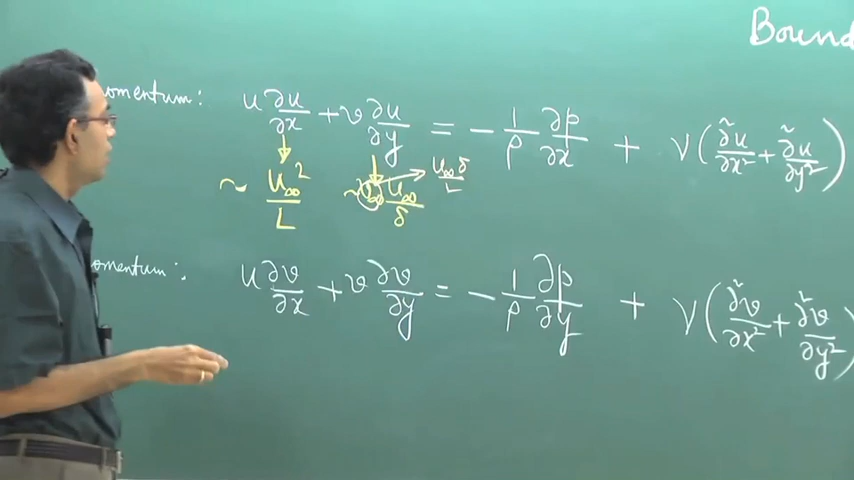 Bound
omentum: u ∂u/∂x + v ∂u/∂y = - 1/ρ ∂p/∂x + ν(∂²u/∂x² + ∂²u/∂y²)
~ u∞²/L ~ v∞ u∞/δ → u∞δ/L
omentum: u ∂v/∂x + v ∂v/∂y = - 1/ρ ∂p/∂y + ν(∂²v/∂x² + ∂²v/∂y²)